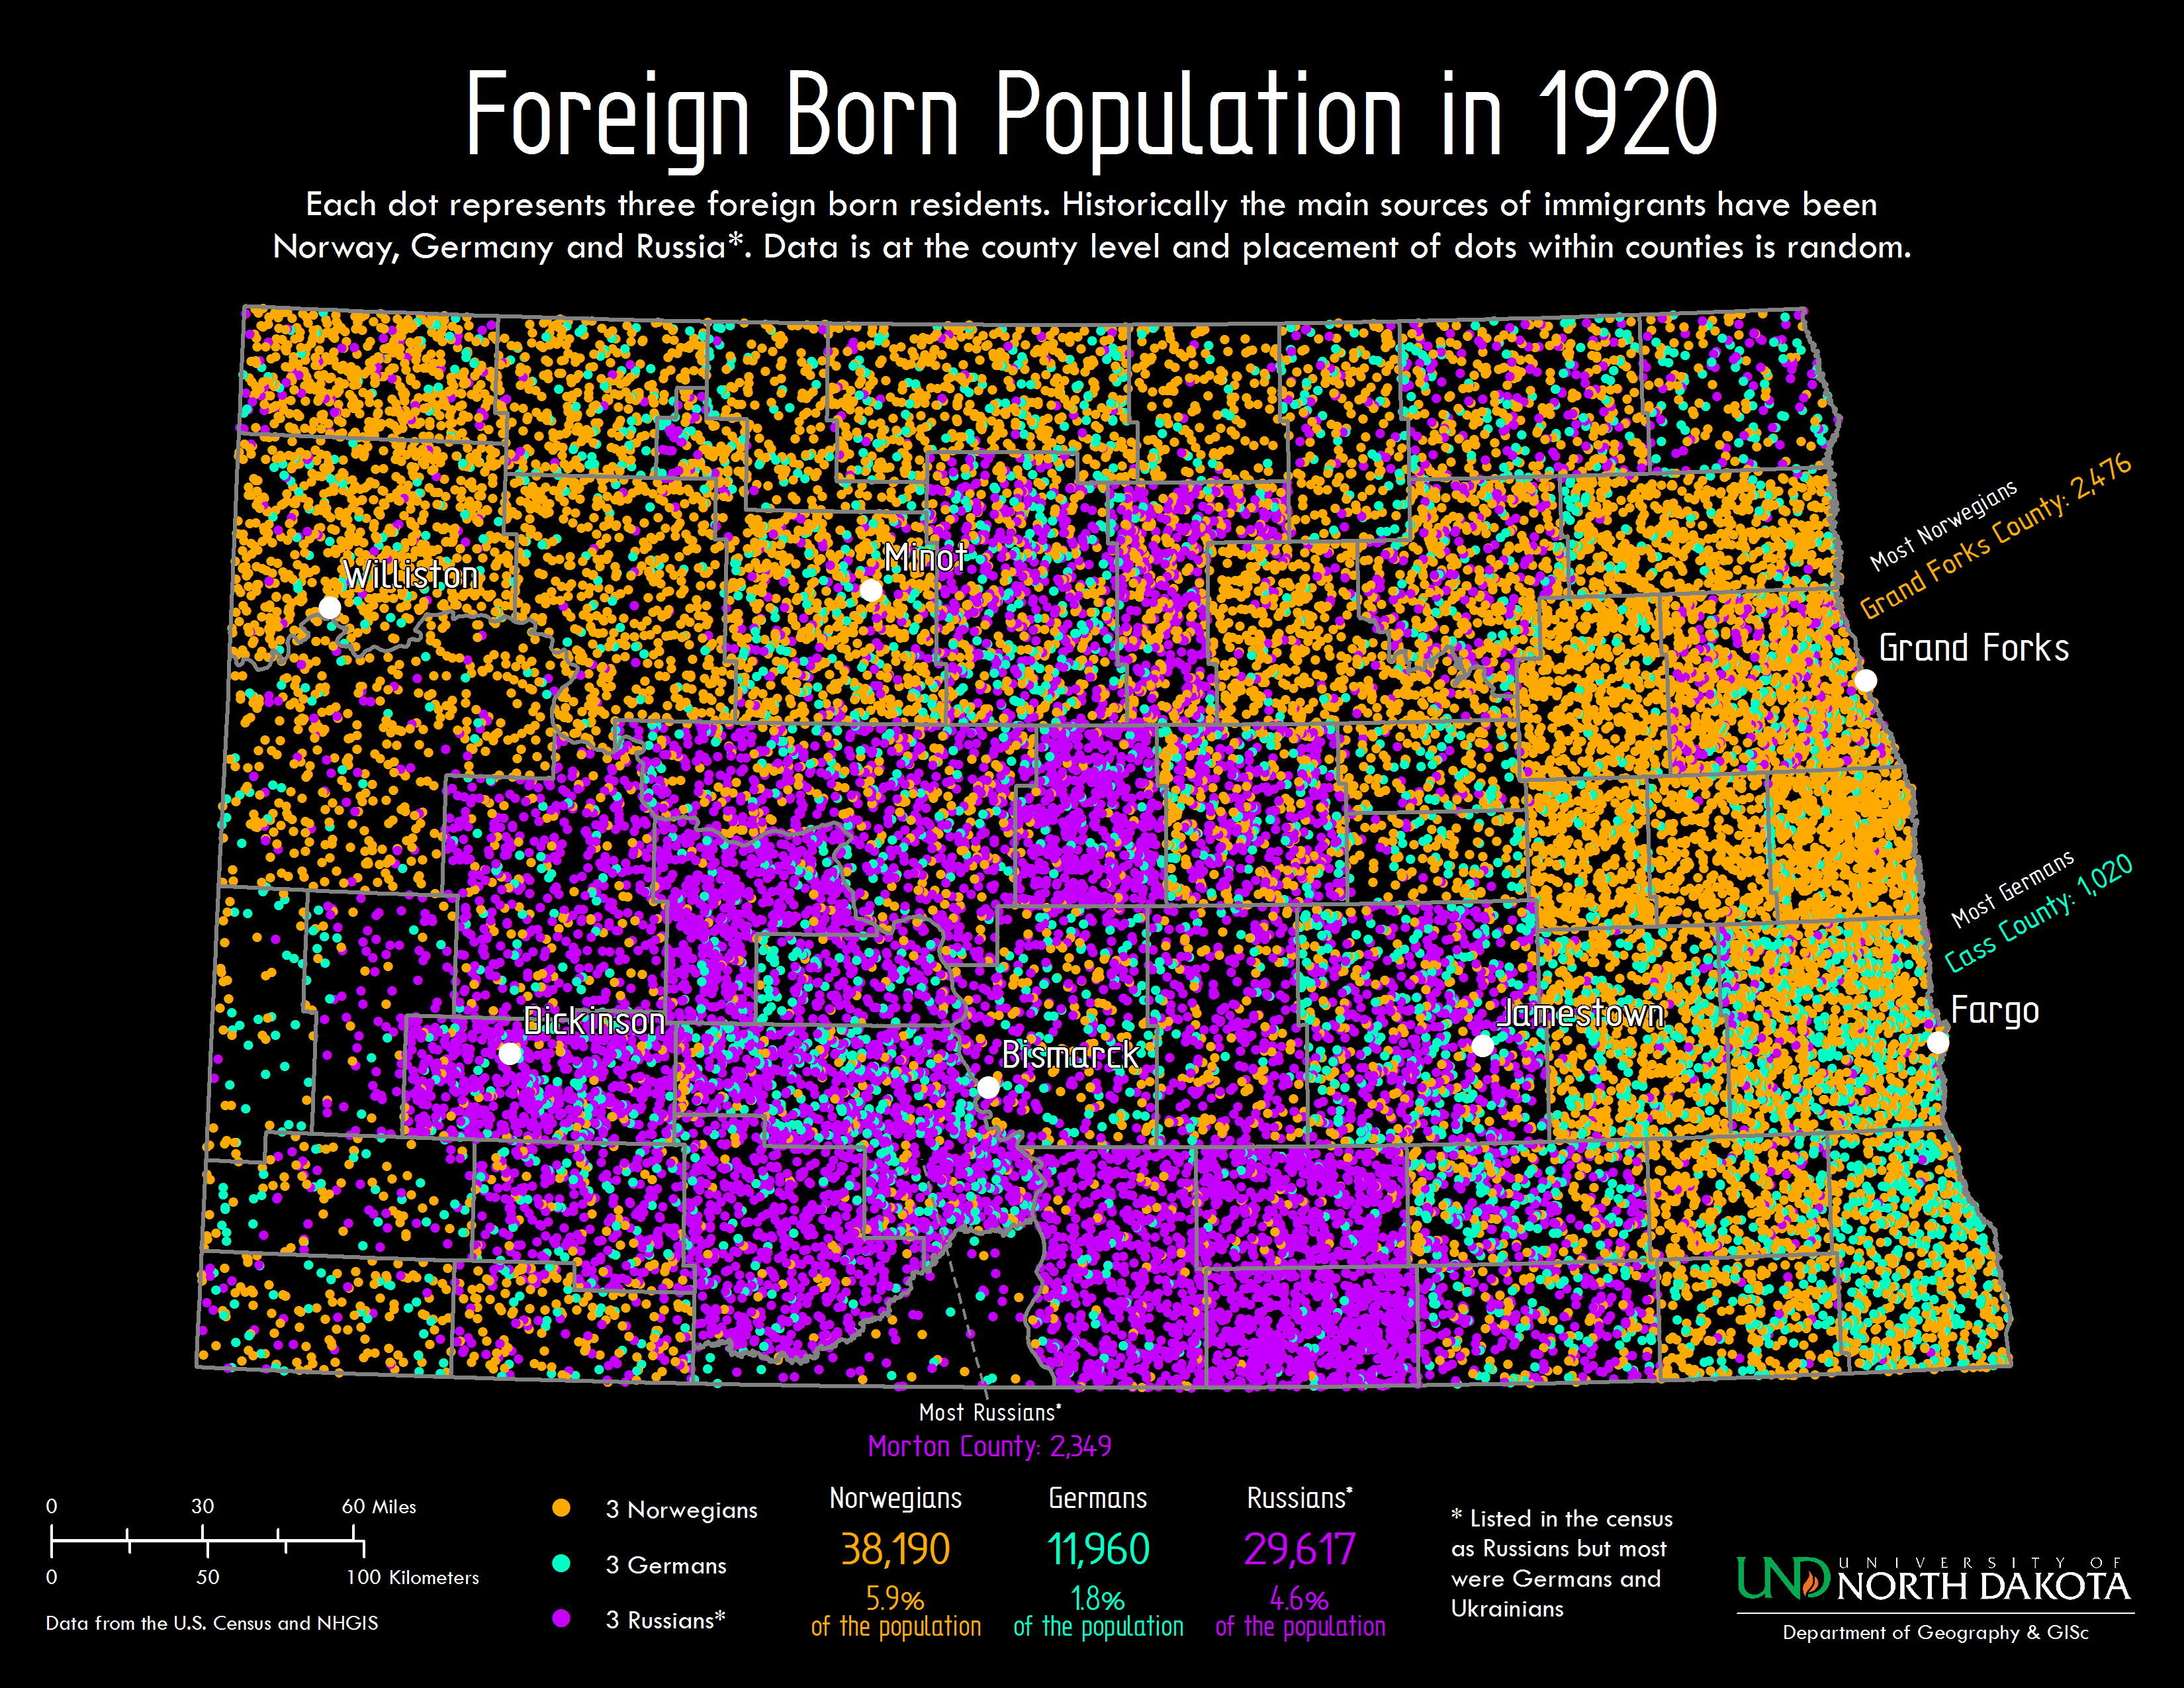 Foreign Born Population in 1920
Each dot represents three foreign born residents. Historically the main sources of immigrants have been
Norway, Germany and Russia*. Data is at the county level and placement of dots within counties is random.
Most Norwegians
Grand Forks County: 2,476
Minot
Williston
Grand Forks
Most Germans
Cass County: 1,020
Fargo
Dickinson
Jamestown
Bismarck
Most Russians*
Morton County: 2,349
0 30 60 Miles
0 50 100 Kilometers
Data from the U.S. Census and NHGIS
3 Norwegians
3 Germans
3 Russians*
Norwegians
38,190
5.9%
of the population
Germans
11,960
1.8%
of the population
Russians*
29,617
4.6%
of the population
* Listed in the census
as Russians but most
were Germans and
Ukrainians
UND
UNIVERSITY OF
NORTH DAKOTA
Department of Geography & GISc